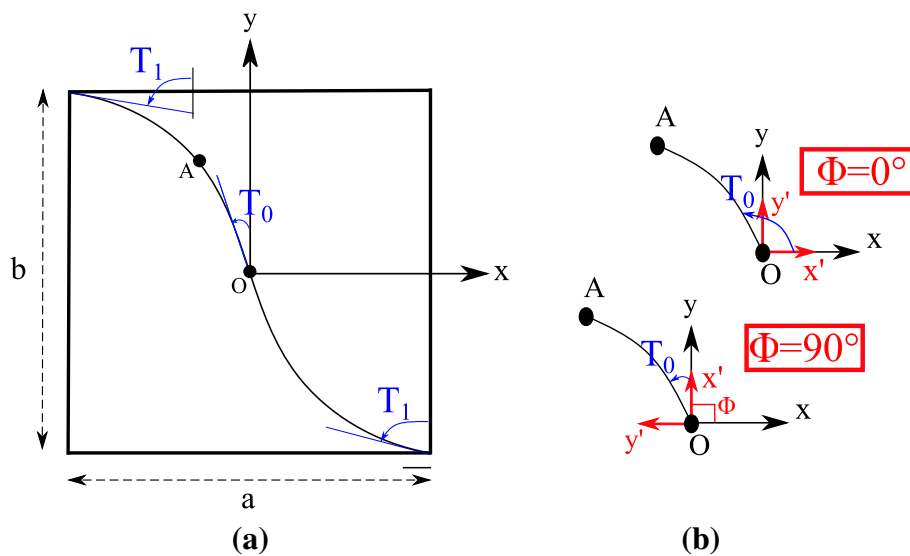 y
T1
A
T0
O
x
b
T1
a
(a)
A
y
Φ=0°
T0
y'
x
x'
O
A
y
Φ=90°
T0
x'
Φ
x
y'
O
(b)